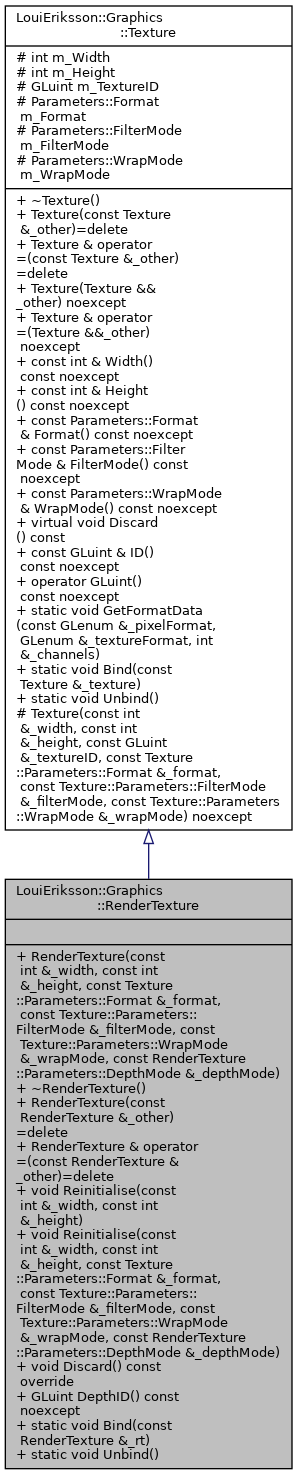 LouiEriksson::Graphics
::Texture
# int m_Width
# int m_Height
# GLuint m_TextureID
# Parameters::Format
m_Format
# Parameters::FilterMode
m_FilterMode
# Parameters::WrapMode
m_WrapMode
+ ~Texture()
+ Texture(const Texture
&_other)=delete
+ Texture & operator
=(const Texture &_other)
=delete
+ Texture(Texture &&
_other) noexcept
+ Texture & operator
=(Texture &&_other)
noexcept
+ const int & Width()
const noexcept
+ const int & Height
() const noexcept
+ const Parameters::Format
& Format() const noexcept
+ const Parameters::Filter
Mode & FilterMode() const
noexcept
+ const Parameters::WrapMode
& WrapMode() const noexcept
+ virtual void Discard
() const
+ const GLuint & ID()
const noexcept
+ operator GLuint()
const noexcept
+ static void GetFormatData
(const GLenum &_pixelFormat,
GLenum &_textureFormat, int
&_channels)
+ static void Bind(const
Texture &_texture)
+ static void Unbind()
# Texture(const int
&_width, const int
&_height, const GLuint
&_textureID, const Texture
::Parameters::Format &_format,
const Texture::Parameters::FilterMode
&_filterMode, const Texture::Parameters
::WrapMode &_wrapMode) noexcept
LouiEriksson::Graphics
::RenderTexture
+ RenderTexture(const
int &_width, const int
&_height, const Texture
::Parameters::Format &_format,
const Texture::Parameters::
FilterMode &_filterMode, const
Texture::Parameters::WrapMode
&_wrapMode, const RenderTexture
::Parameters::DepthMode &_depthMode)
+ ~RenderTexture()
+ RenderTexture(const
RenderTexture &_other)
=delete
+ RenderTexture & operator
=(const RenderTexture &
_other)=delete
+ void Reinitialise(const
int &_width, const int
&_height)
+ void Reinitialise(const
int &_width, const int
&_height, const Texture
::Parameters::Format &_format,
const Texture::Parameters::
FilterMode &_filterMode, const
Texture::Parameters::WrapMode
&_wrapMode, const RenderTexture
::Parameters::DepthMode &_depthMode)
+ void Discard() const
override
+ GLuint DepthID() const
noexcept
+ static void Bind(const
RenderTexture &_rt)
+ static void Unbind()